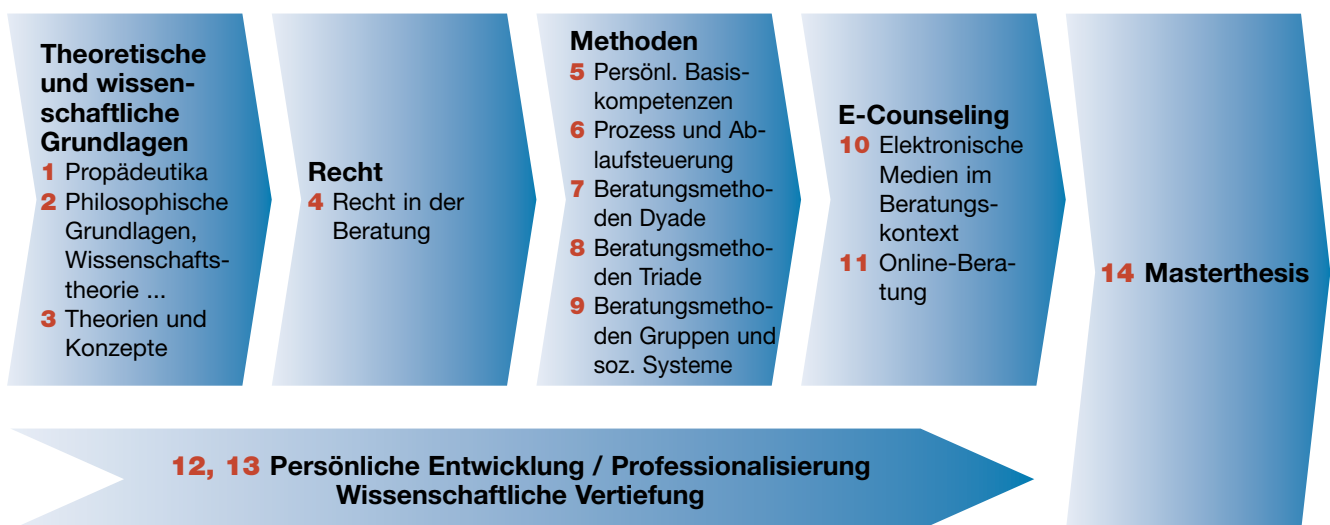 Theoretische
und wissen-
schaftliche
Grundlagen
1 Propädeutika
2 Philosophische
Grundlagen,
Wissenschafts-
theorie ...
3 Theorien und
Konzepte
Recht
4 Recht in der
Beratung
Methoden
5 Persönl. Basis-
kompetenzen
6 Prozess und Ab-
laufsteuerung
7 Beratungsmetho-
den Dyade
8 Beratungsmetho-
den Triade
9 Beratungsmetho-
den Gruppen und
soz. Systeme
E-Counseling
10 Elektronische
Medien im
Beratungs-
kontext
11 Online-Bera-
tung
14 Masterthesis
12, 13 Persönliche Entwicklung / Professionalisierung
Wissenschaftliche Vertiefung